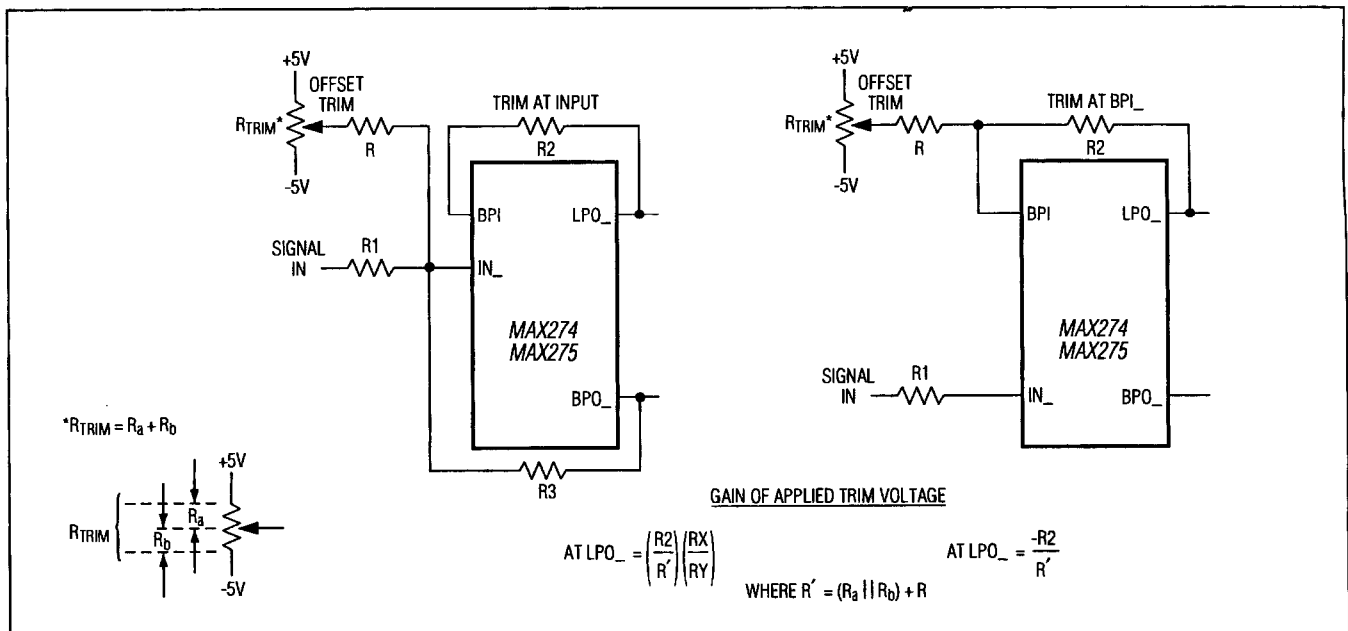 +5V
OFFSET
TRIM
RTRIM*
R
-5V
TRIM AT INPUT
R2
BPI
LPO_
SIGNAL
IN
R1
IN_
MAX274
MAX275
BPO_
R3
+5V
OFFSET
TRIM
RTRIM*
R
-5V
TRIM AT BPI_
R2
BPI
LPO_
MAX274
MAX275
SIGNAL
IN
R1
IN_
BPO_
*RTRIM = Ra + Rb
+5V
RTRIM
Ra
Rb
-5V
GAIN OF APPLIED TRIM VOLTAGE
AT LPO_ = (R2/R′)(RX/RY)
AT LPO_ = -R2/R′
WHERE R′ = (Ra || Rb) + R